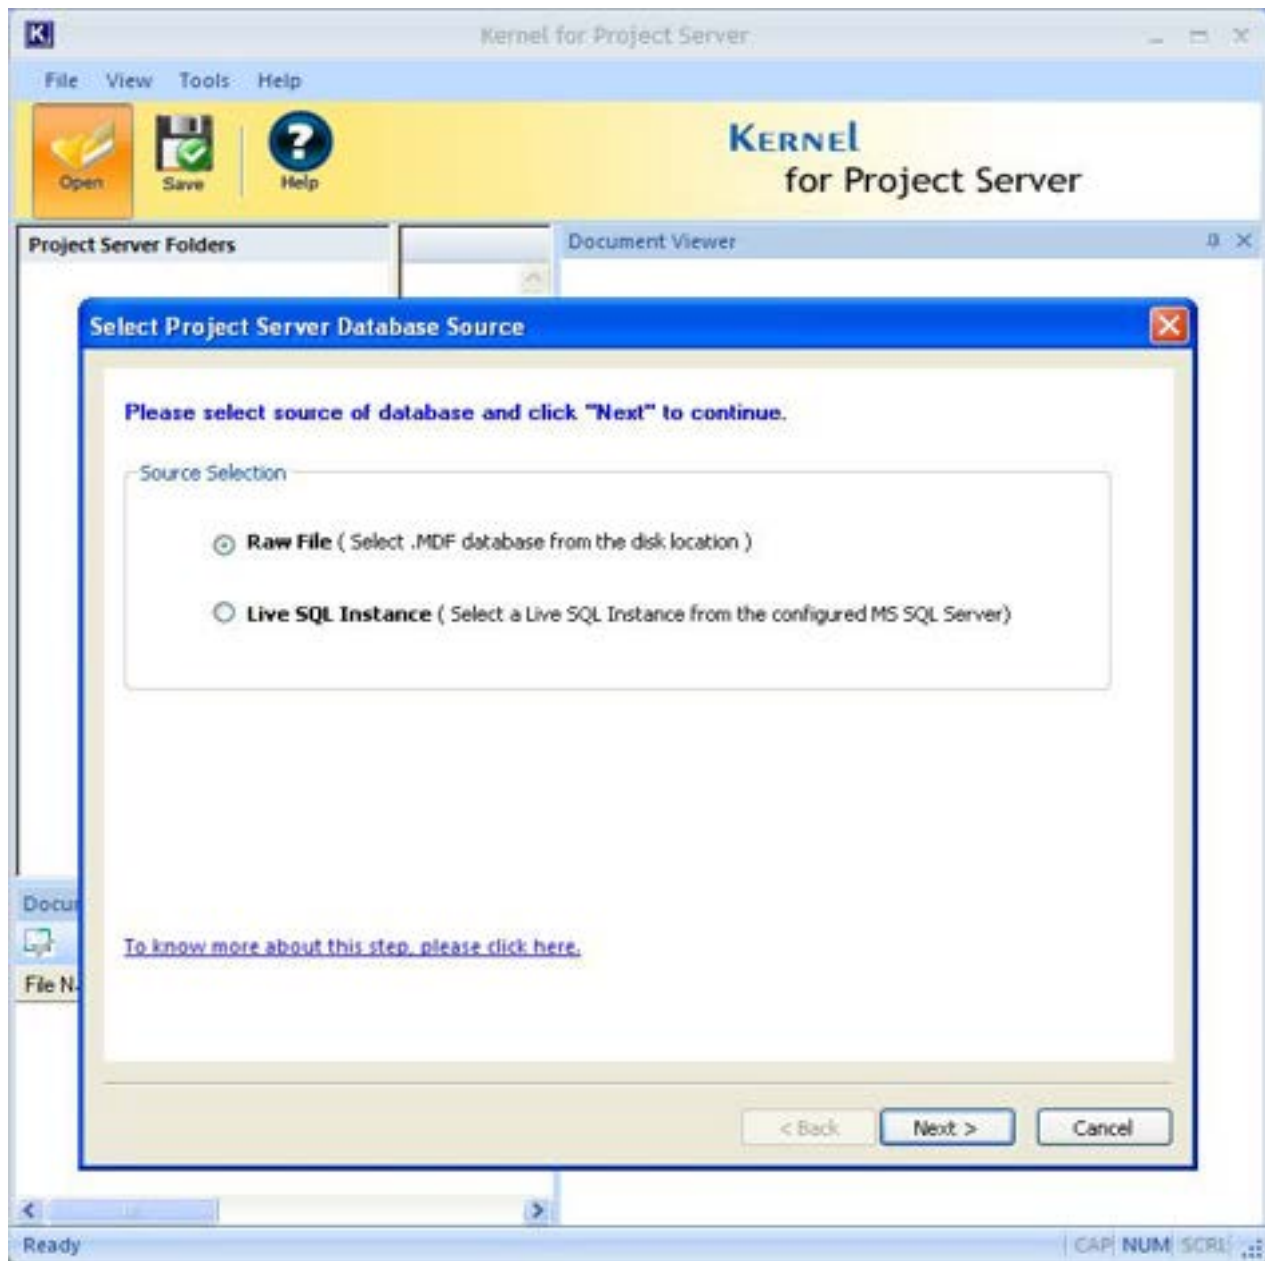 Kernel for Project Server
File View Tools Help
Open Save Help
KERNEl
for Project Server
Project Server Folders
Document Viewer
Select Project Server Database Source
Please select source of database and click "Next" to continue.
Source Selection
Raw File ( Select .MDF database from the disk location )
Live SQL Instance ( Select a Live SQL Instance from the configured MS SQL Server)
Docu
To know more about this step, please click here.
File N
< Back Next > Cancel
Ready CAP NUM SCRL